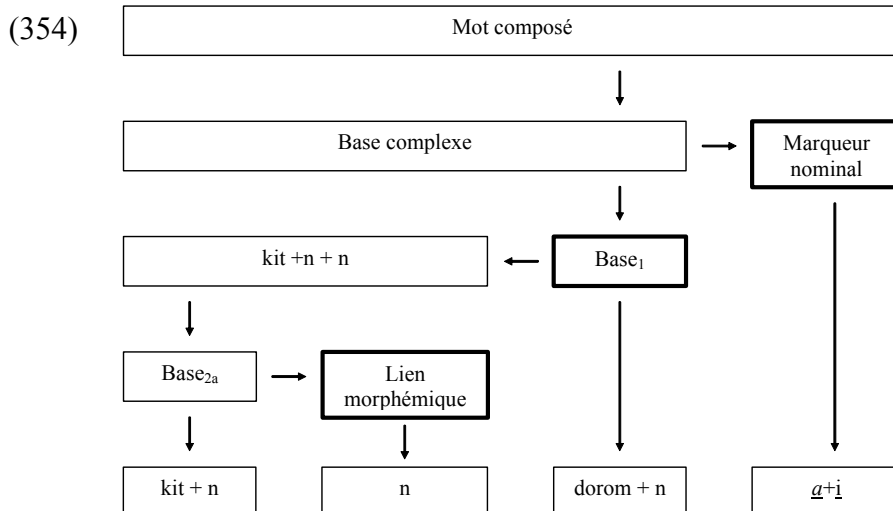 (354)
Mot composé
Base complexe
Marqueur
nominal
kit +n + n
Base1
Base2a
Lien
morphémique
kit + n
n
dorom + n
a+i